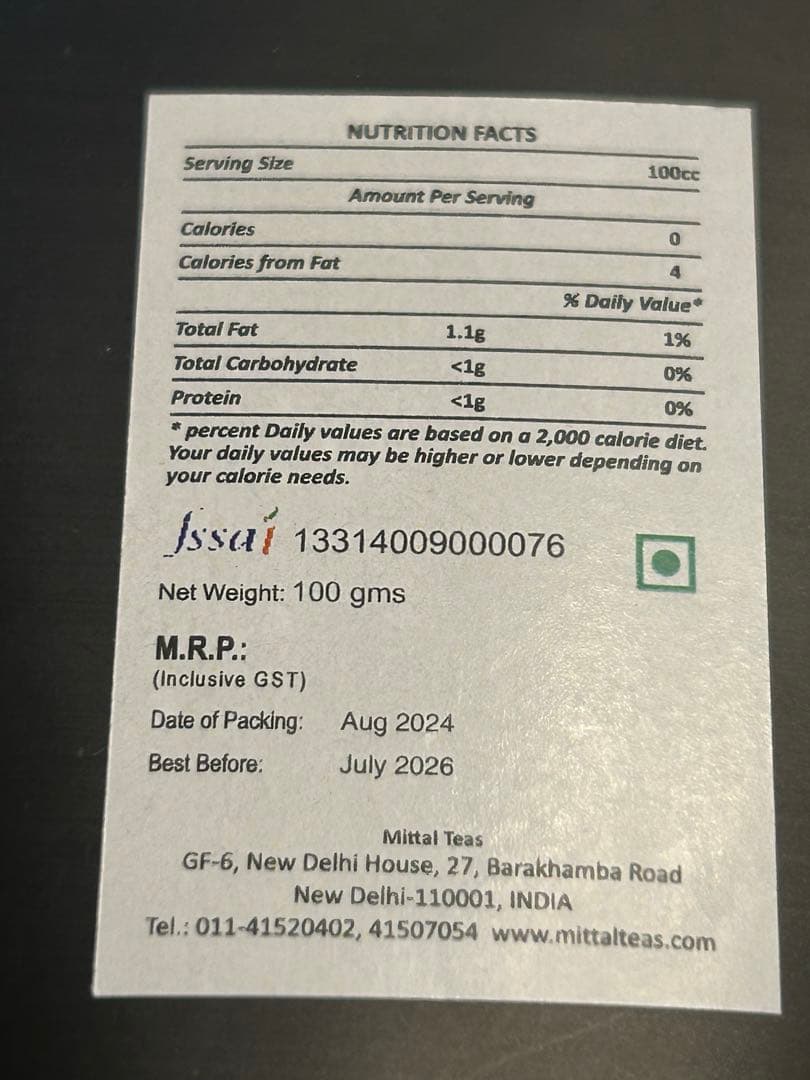 NUTRITION FACTS
Serving Size 100cc
Amount Per Serving
Calories 0
Calories from Fat 4
% Daily Value*
Total Fat 1.1g 1%
Total Carbohydrate <1g 0%
Protein <1g 0%
* percent Daily values are based on a 2,000 calorie diet.
Your daily values may be higher or lower depending on
your calorie needs.
fssai 13314009000076
Net Weight: 100 gms
M.R.P.:
(Inclusive GST)
Date of Packing: Aug 2024
Best Before: July 2026
Mittal Teas
GF-6, New Delhi House, 27, Barakhamba Road
New Delhi-110001, INDIA
Tel.: 011-41520402, 41507054 www.mittalteas.com